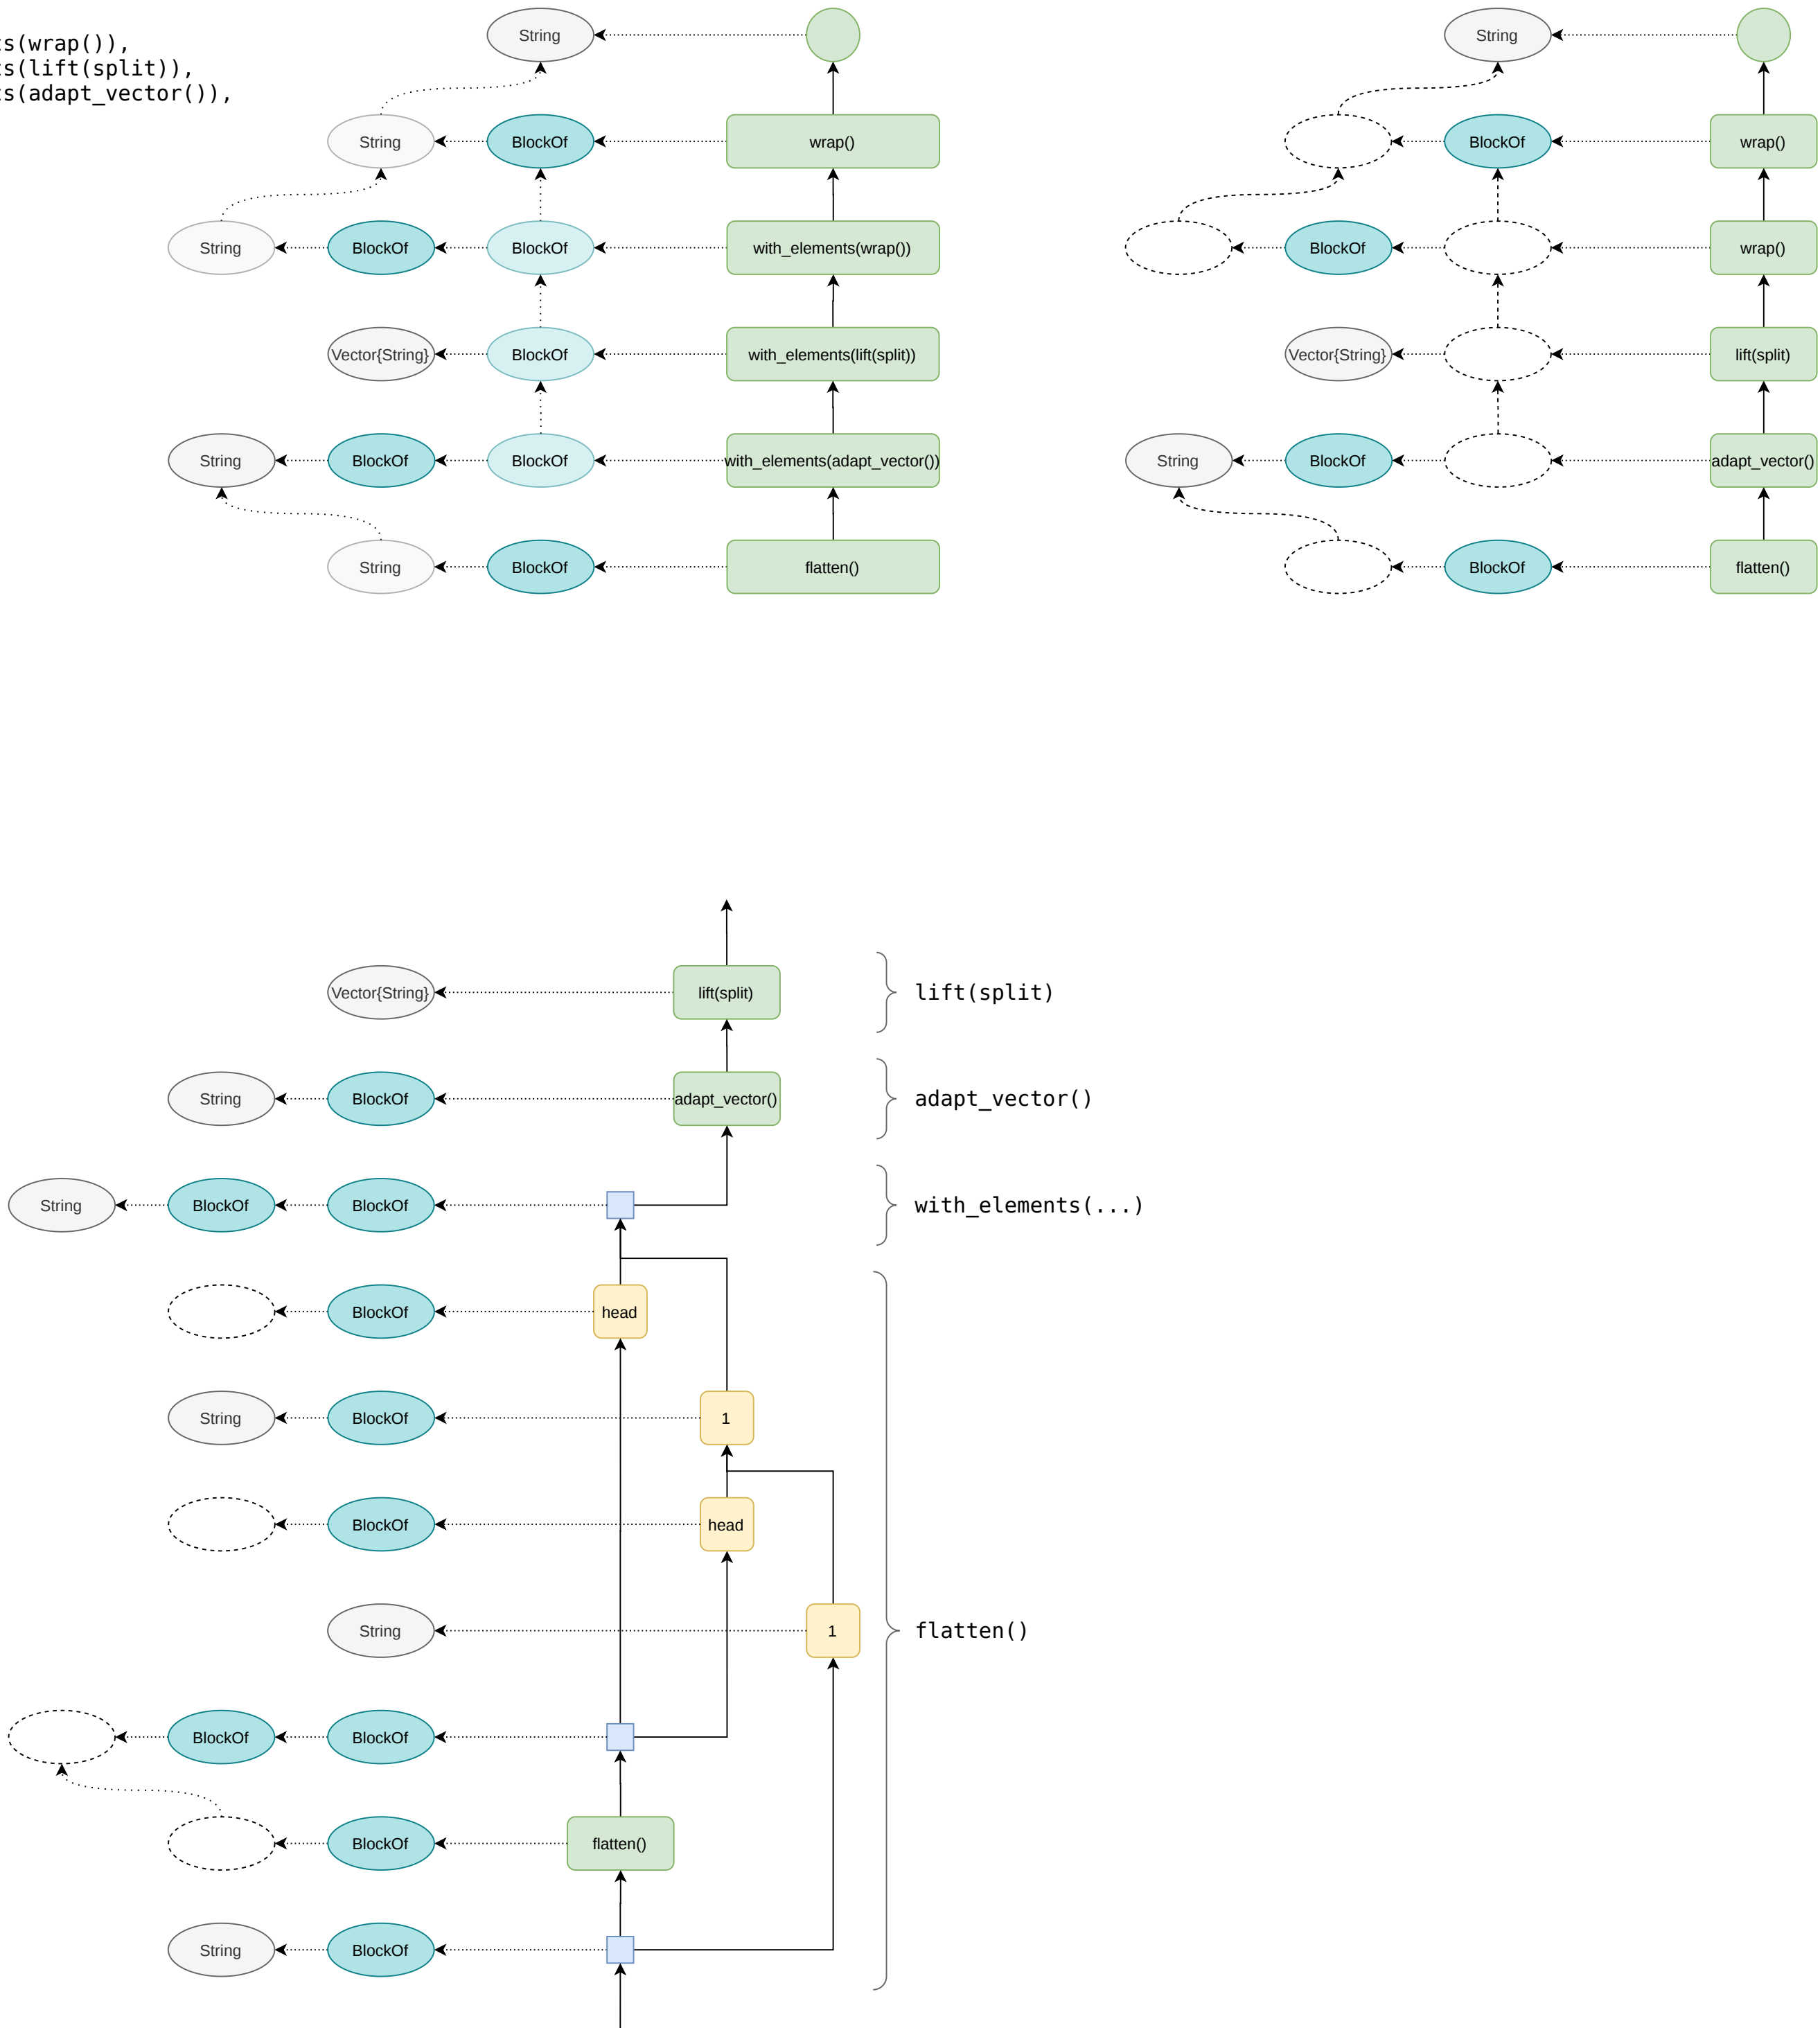 ts(wrap()),
ts(lift(split)),
ts(adapt_vector()),
String
String BlockOf wrap()
String BlockOf BlockOf with_elements(wrap())
Vector{String} BlockOf with_elements(lift(split))
String BlockOf BlockOf with_elements(adapt_vector())
String BlockOf flatten()
String
BlockOf wrap()
BlockOf wrap()
Vector{String} lift(split)
String BlockOf adapt_vector()
BlockOf flatten()
Vector{String} lift(split) lift(split)
String BlockOf adapt_vector() adapt_vector()
String BlockOf BlockOf with_elements(...)
BlockOf head
String BlockOf 1
BlockOf head
String 1 flatten()
BlockOf BlockOf
BlockOf flatten()
String BlockOf